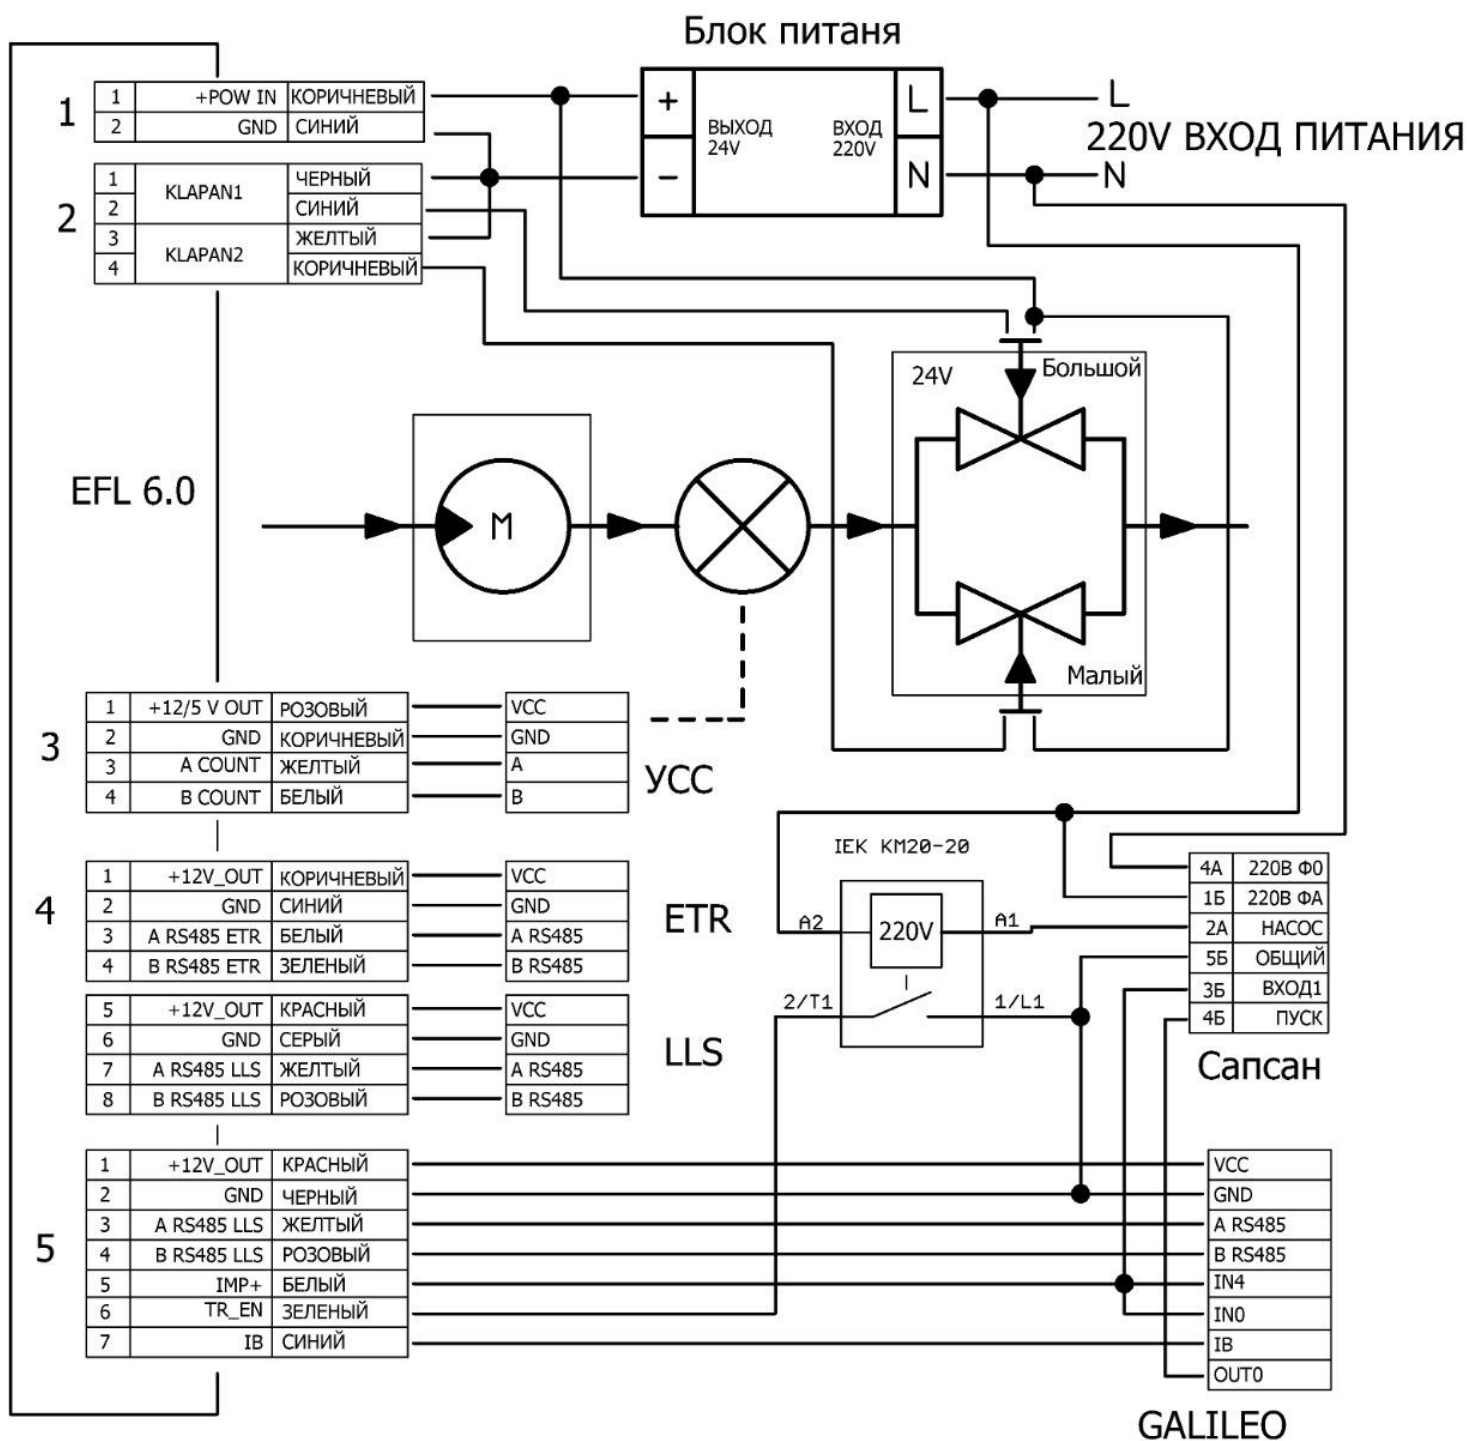 Блок питаня
1
1 +POW IN КОРИЧНЕВЫЙ
2 GND СИНИЙ
+ ВЫХОД 24V ВХОД 220V L
− N
L
220V ВХОД ПИТАНИЯ
N
2
1 KLAPAN1 ЧЕРНЫЙ
2 СИНИЙ
3 KLAPAN2 ЖЕЛТЫЙ
4 КОРИЧНЕВЫЙ
24V Большой
EFL 6.0
M
Малый
3
1 +12/5 V OUT РОЗОВЫЙ VCC
2 GND КОРИЧНЕВЫЙ GND
3 A COUNT ЖЕЛТЫЙ A
4 B COUNT БЕЛЫЙ B
УСС
IEK KM20-20
4
1 +12V_OUT КОРИЧНЕВЫЙ VCC
2 GND СИНИЙ GND
3 A RS485 ETR БЕЛЫЙ A RS485
4 B RS485 ETR ЗЕЛЕНЫЙ B RS485
ETR
A2 220V A1
2/T1 1/L1
4А 220В Ф0
1Б 220В ФА
2А НАСОС
5Б ОБЩИЙ
3Б ВХОД1
4Б ПУСК
Сапсан
5 +12V_OUT КРАСНЫЙ VCC
6 GND СЕРЫЙ GND
7 A RS485 LLS ЖЕЛТЫЙ A RS485
8 B RS485 LLS РОЗОВЫЙ B RS485
LLS
5
1 +12V_OUT КРАСНЫЙ VCC
2 GND ЧЕРНЫЙ GND
3 A RS485 LLS ЖЕЛТЫЙ A RS485
4 B RS485 LLS РОЗОВЫЙ B RS485
5 IMP+ БЕЛЫЙ IN4
6 TR_EN ЗЕЛЕНЫЙ IN0
7 IB СИНИЙ IB
OUT0
GALILEO